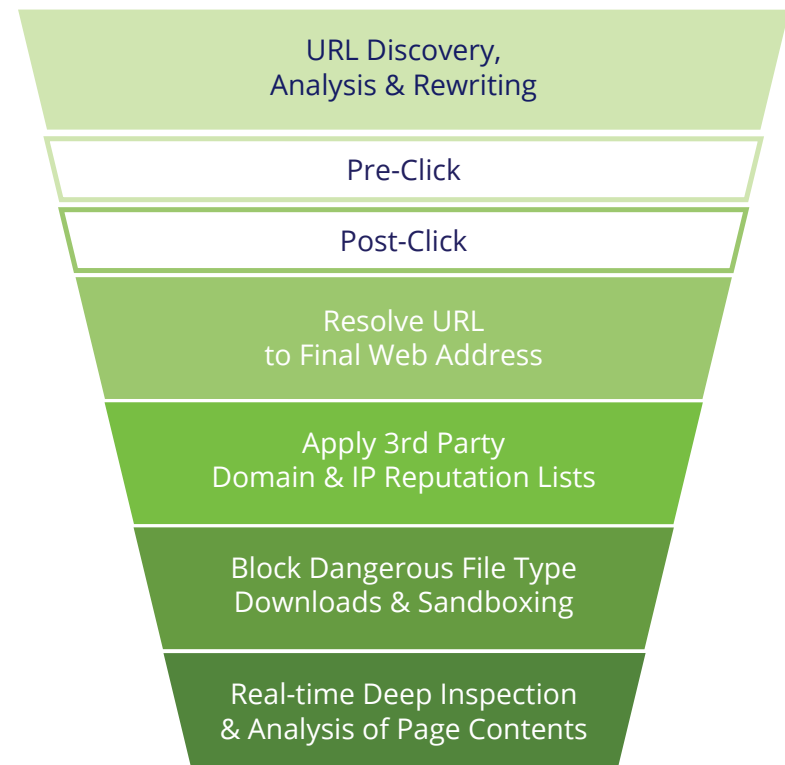 URL Discovery,
Analysis & Rewriting
Pre-Click
Post-Click
Resolve URL
to Final Web Address
Apply 3rd Party
Domain & IP Reputation Lists
Block Dangerous File Type
Downloads & Sandboxing
Real-time Deep Inspection
& Analysis of Page Contents